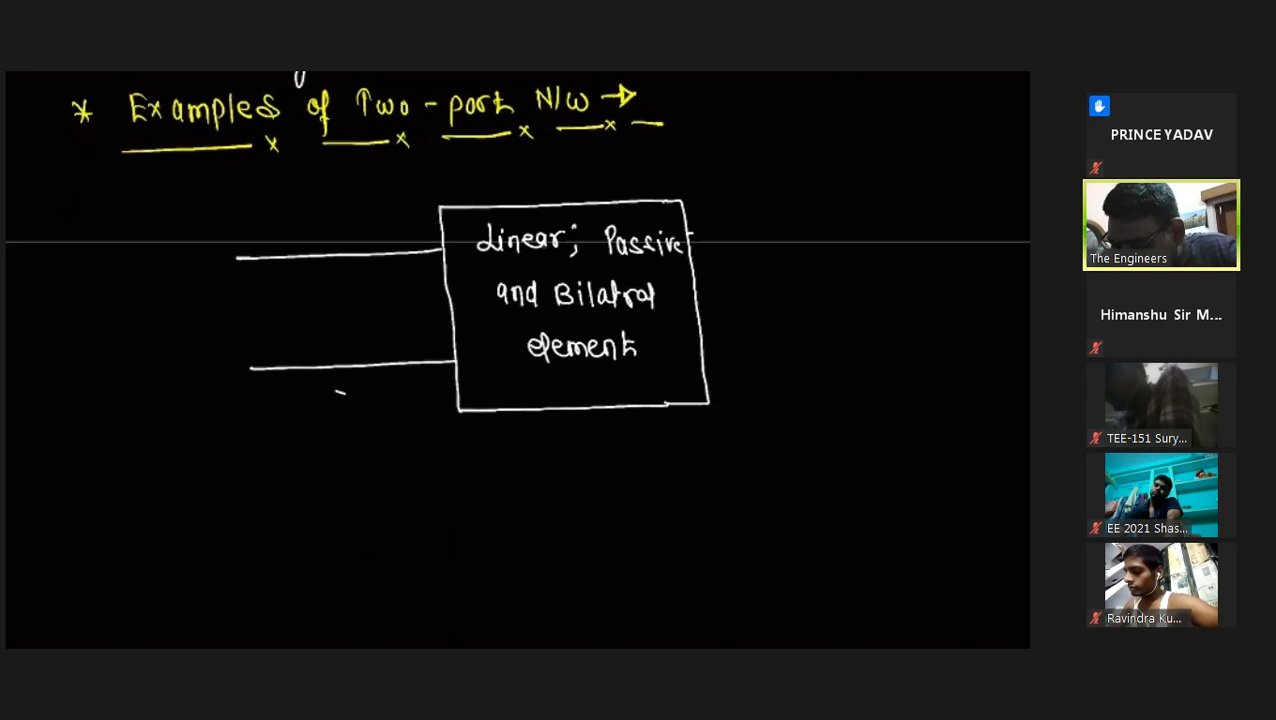 * Examples of Two-port N/W →
Linear; Passive
and Bilatral
element
PRINCE YADAV
The Engineers
Himanshu Sir M...
TEE-151 Sury...
EE 2021 Shas...
Ravindra Ku...